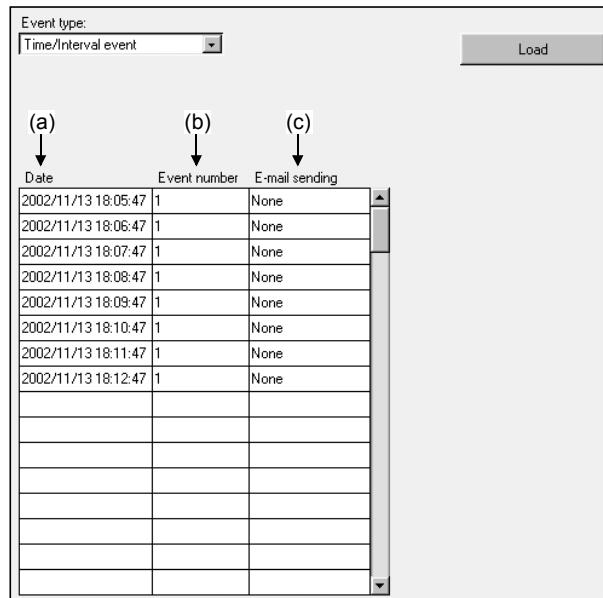 Event type:
Time/Interval event
Load
(a) (b) (c)
Date Event number E-mail sending
2002/11/13 18:05:47 1 None
2002/11/13 18:06:47 1 None
2002/11/13 18:07:47 1 None
2002/11/13 18:08:47 1 None
2002/11/13 18:09:47 1 None
2002/11/13 18:10:47 1 None
2002/11/13 18:11:47 1 None
2002/11/13 18:12:47 1 None